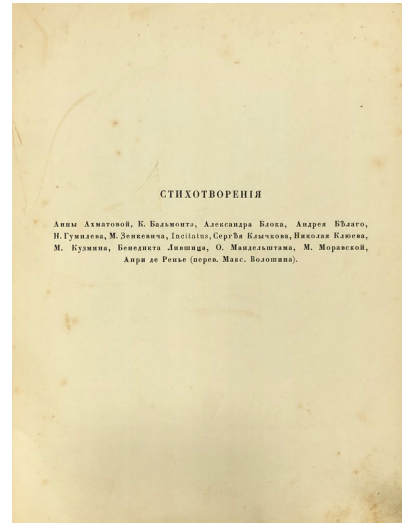 СТИХОТВОРЕНІЯ
Анны Ахматовой, К. Бальмонта, Александра Блока, Андрея Бѣлаго,
Н. Гумилева, М. Зенкевича, Incitatus, Сергѣя Клычкова, Николая Клюева,
М. Кузмина, Бенедикта Лившица, О. Мандельштама, М. Моравской,
Анри де Ренье (перев. Макс. Волошина).